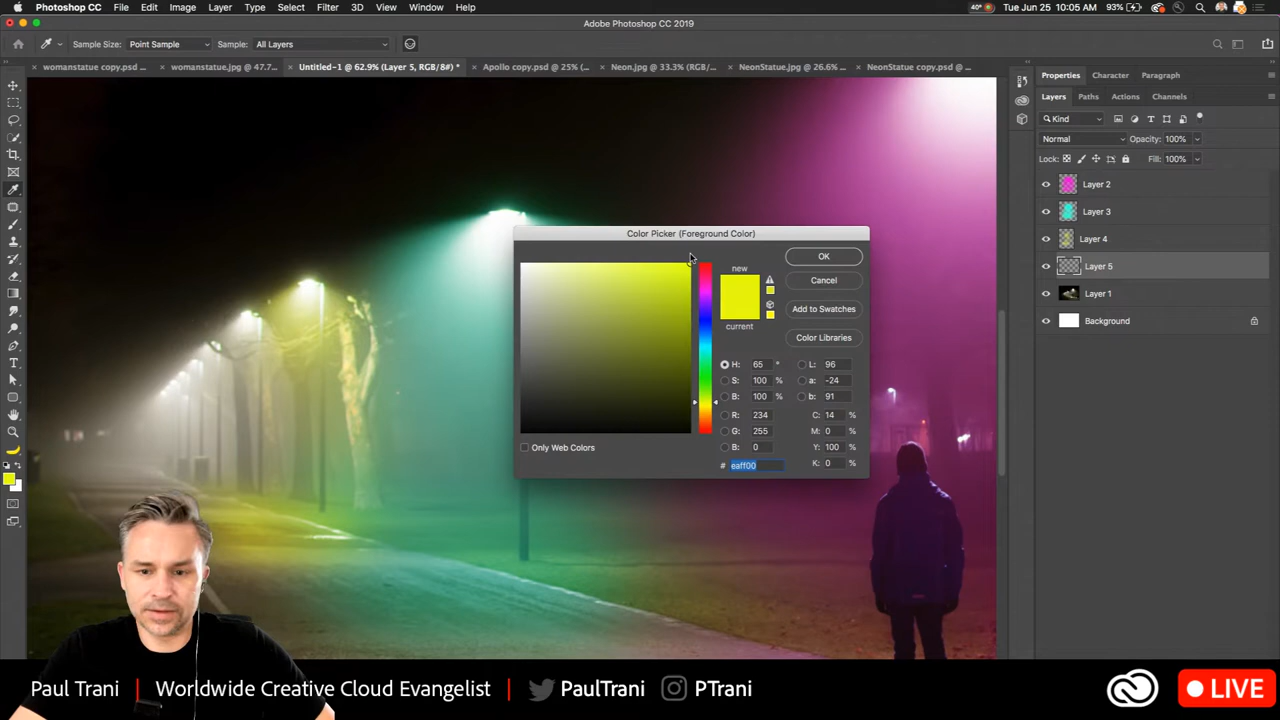 Photoshop CC File Edit Image Layer Type Select Filter 3D View Window Help 40° Tue Jun 25 10:05 AM 93%
Adobe Photoshop CC 2019
Sample Size: Point Sample Sample: All Layers
womanstatue copy.psd ... womanstatue.jpg @ 47.7... Untitled-1 @ 62.9% (Layer 5, RGB/8#) * Apollo copy.psd @ 25% (... Neon.jpg @ 33.3% (RGB/... NeonStatue.jpg @ 26.6% ... NeonStatue copy.psd @ ...
Properties Character Paragraph
Layers Paths Actions Channels
Kind
Normal Opacity: 100%
Lock: Fill: 100%
Layer 2
Layer 3
Layer 4
Layer 5
Layer 1
Background
Color Picker (Foreground Color)
new
current
OK
Cancel
Add to Swatches
Color Libraries
H: 65 ° L: 96
S: 100 % a: -24
B: 100 % b: 91
R: 234 C: 14 %
G: 255 M: 0 %
B: 0 Y: 100 %
# eaff00 K: 0 %
Only Web Colors
Paul Trani | Worldwide Creative Cloud Evangelist | PaulTrani PTrani LIVE